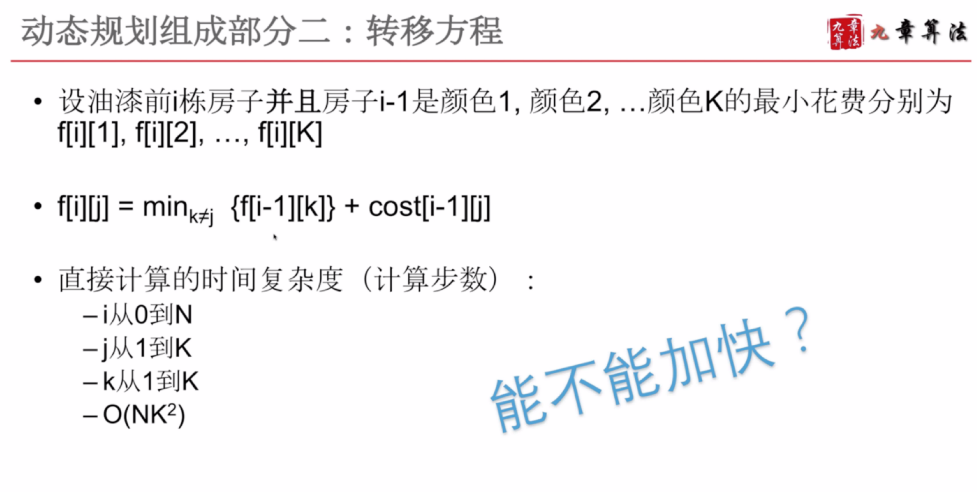 动态规划组成部分二：转移方程
九章算法
九章算法
• 设油漆前i栋房子并且房子i-1是颜色1, 颜色2, …颜色K的最小花费分别为
f[i][1], f[i][2], …, f[i][K]
• f[i][j] = min_{k≠j} {f[i-1][k]} + cost[i-1][j]
• 直接计算的时间复杂度（计算步数）：
– i从0到N
– j从1到K
– k从1到K
– O(NK²)
能不能加快？